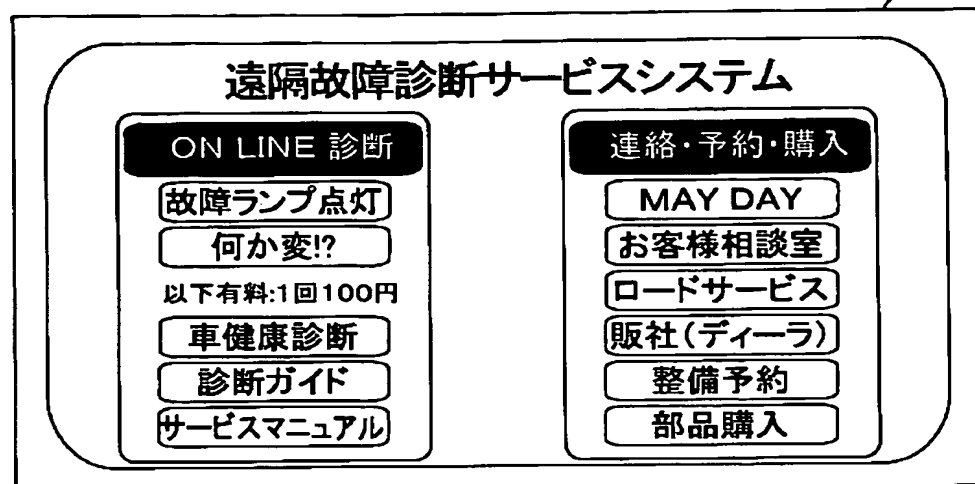 遠隔故障診断サービスシステム
ON LINE 診断
故障ランプ点灯
何か変!?
以下有料:1回100円
車健康診断
診断ガイド
サービスマニュアル
連絡・予約・購入
MAY DAY
お客様相談室
ロードサービス
販社(ディーラ)
整備予約
部品購入